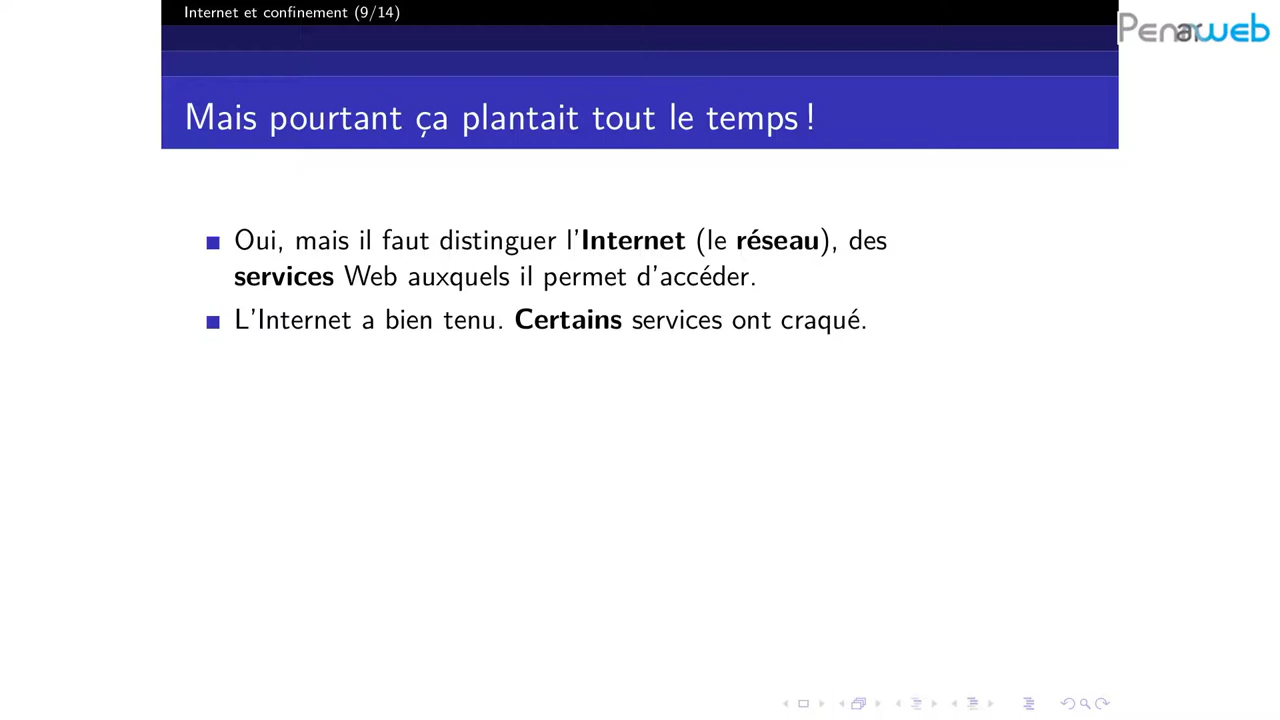 Internet et confinement (9/14)
Penarweb
Mais pourtant ça plantait tout le temps !
Oui, mais il faut distinguer l'Internet (le réseau), des
services Web auxquels il permet d'accéder.
L'Internet a bien tenu. Certains services ont craqué.